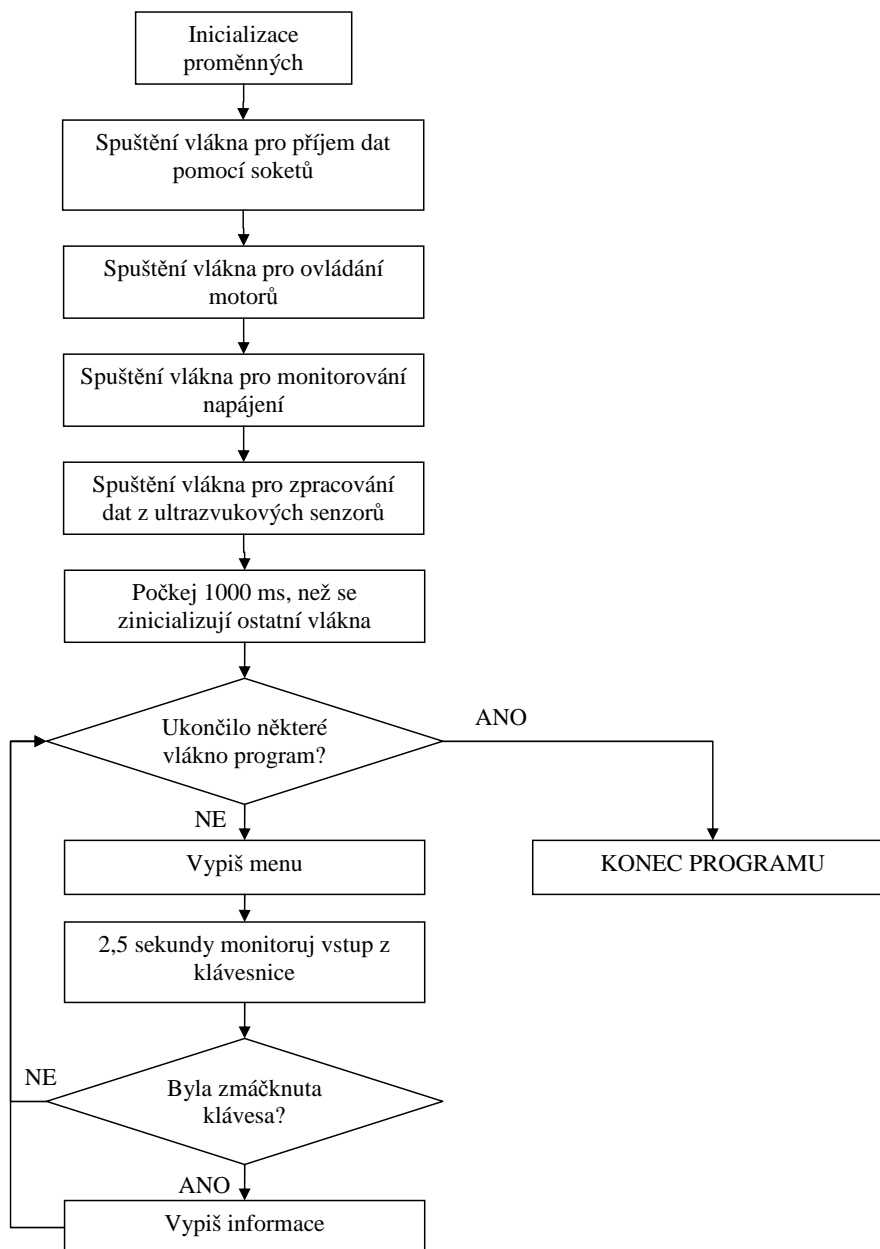 Inicializace
proměnných
Spuštění vlákna pro příjem dat
pomocí soketů
Spuštění vlákna pro ovládání
motorů
Spuštění vlákna pro monitorování
napájení
Spuštění vlákna pro zpracování
dat z ultrazvukových senzorů
Počkej 1000 ms, než se
zinicializují ostatní vlákna
Ukončilo některé
vlákno program?
ANO
NE
Vypiš menu
KONEC PROGRAMU
2,5 sekundy monitoruj vstup z
klávesnice
NE
Byla zmáčknuta
klávesa?
ANO
Vypiš informace